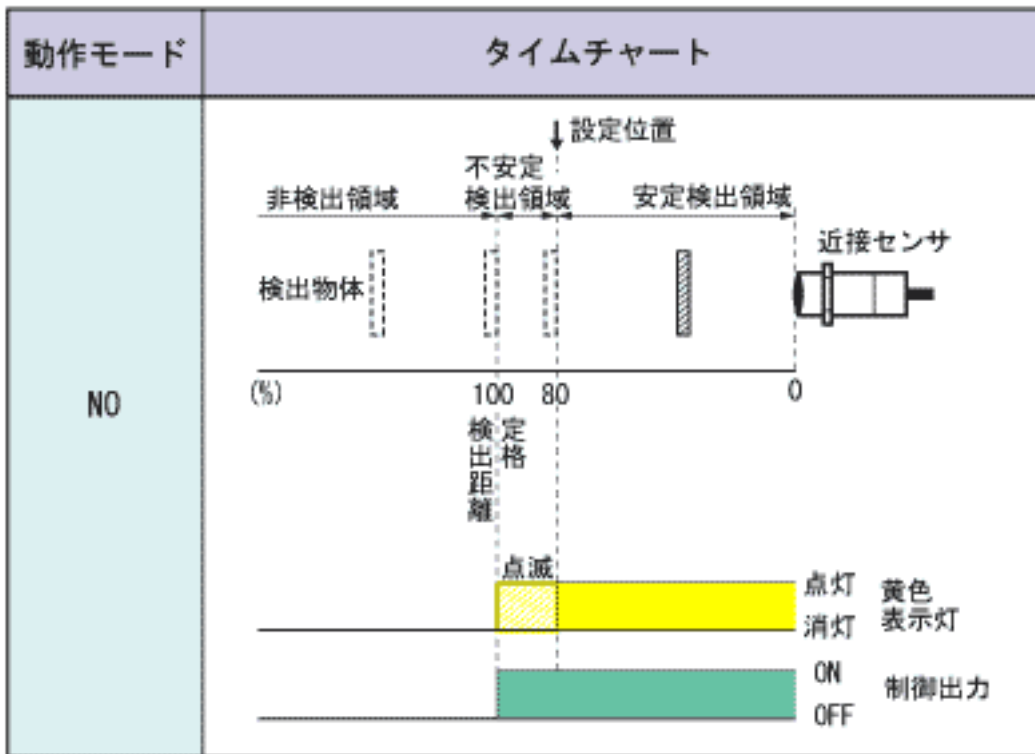 動作モード
タイムチャート
NO
設定位置
不安定
非検出領域
検出領域
安定検出領域
近接センサ
検出物体
(%)
100
80
0
定格
検出距離
点滅
点灯
消灯
黄色
表示灯
ON
OFF
制御出力